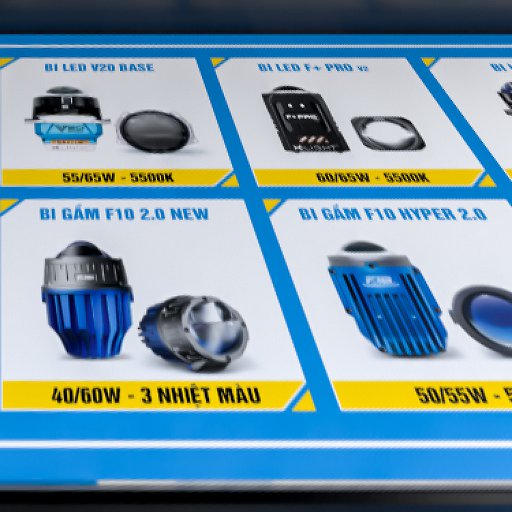 BI LED V20 BASE
BI LED F+ PRO V2
55/65W - 5500K
60/65W - 5500K
BI GẦM F10 2.0 NEW
BI GẦM F10 HYPER 2.0
40/60W - 3 NHIỆT MÀU
50/55W -